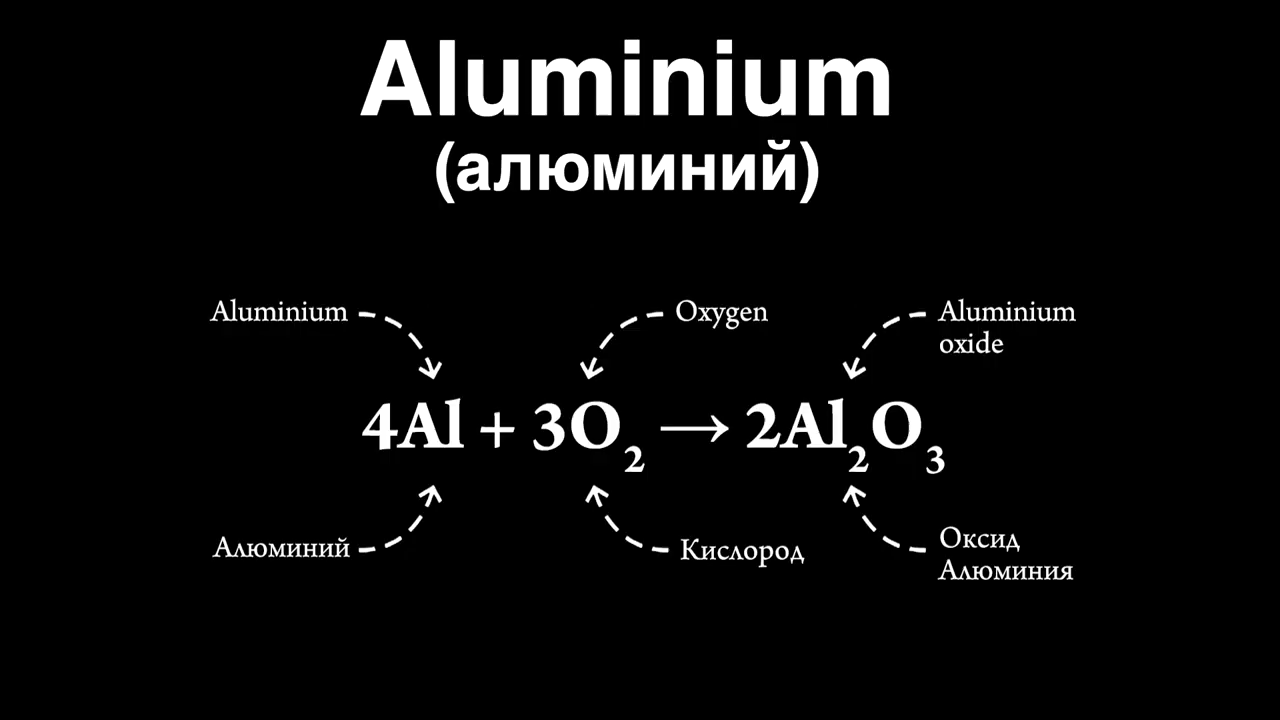 Aluminium
(алюминий)
Aluminium
Oxygen
Aluminium
oxide
4Al + 3O₂ → 2Al₂O₃
Алюминий
Кислород
Оксид
Алюминия